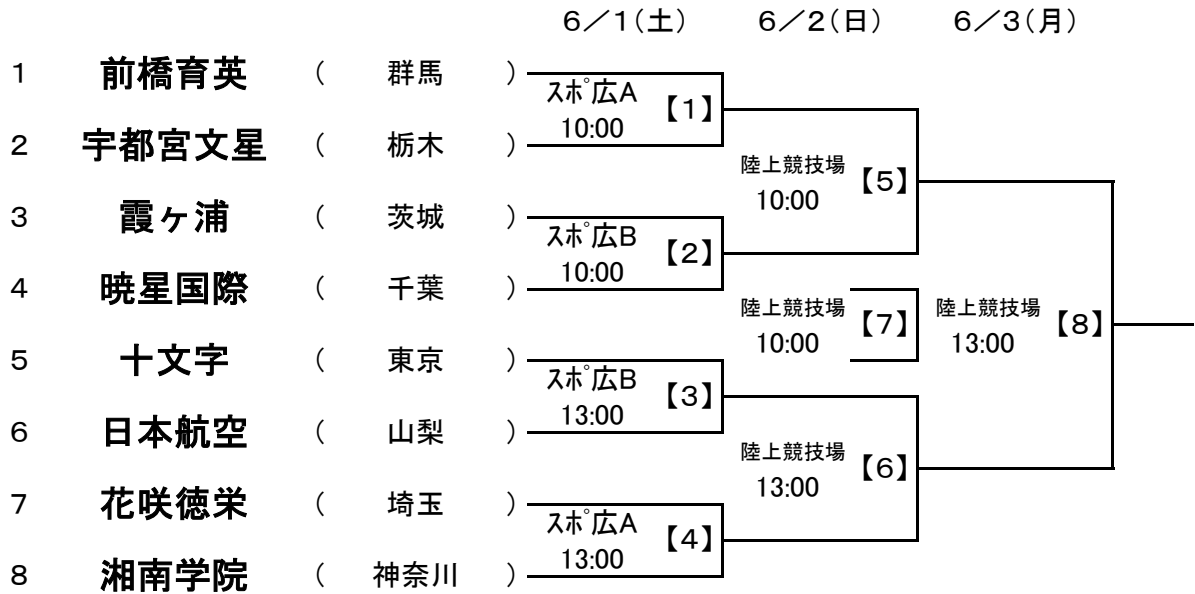 6／1(土) 6／2(日) 6／3(月)
1 前橋育英 ( 群馬 )
スポ広A 【1】
10:00
2 宇都宮文星 ( 栃木 )
陸上競技場 【5】
10:00
3 霞ヶ浦 ( 茨城 )
スポ広B 【2】
10:00
4 暁星国際 ( 千葉 )
陸上競技場 【7】 陸上競技場 【8】
10:00 13:00
5 十文字 ( 東京 )
スポ広B 【3】
13:00
6 日本航空 ( 山梨 )
陸上競技場 【6】
13:00
7 花咲徳栄 ( 埼玉 )
スポ広A 【4】
13:00
8 湘南学院 ( 神奈川 )